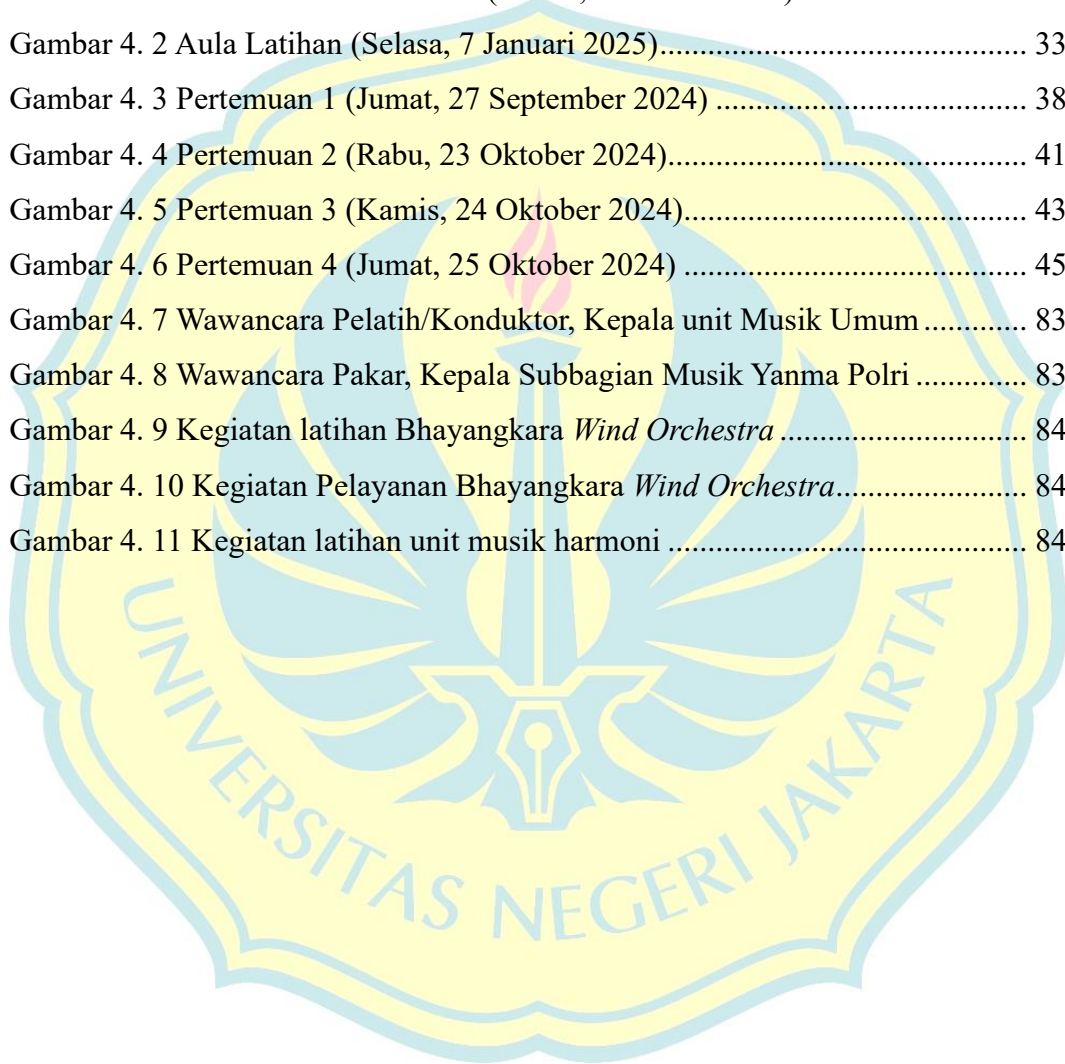 Gambar 4. 2 Aula Latihan (Selasa, 7 Januari 2025)..................................................... 33
Gambar 4. 3 Pertemuan 1 (Jumat, 27 September 2024) ............................................. 38
Gambar 4. 4 Pertemuan 2 (Rabu, 23 Oktober 2024).................................................... 41
Gambar 4. 5 Pertemuan 3 (Kamis, 24 Oktober 2024).................................................. 43
Gambar 4. 6 Pertemuan 4 (Jumat, 25 Oktober 2024) .................................................. 45
Gambar 4. 7 Wawancara Pelatih/Konduktor, Kepala unit Musik Umum ............... 83
Gambar 4. 8 Wawancara Pakar, Kepala Subbagian Musik Yanma Polri ................ 83
Gambar 4. 9 Kegiatan latihan Bhayangkara Wind Orchestra ................................... 84
Gambar 4. 10 Kegiatan Pelayanan Bhayangkara Wind Orchestra........................... 84
Gambar 4. 11 Kegiatan latihan unit musik harmoni ................................................... 84
UNIVERSITAS NEGERI JAKARTA